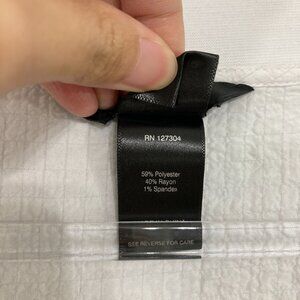 RN 127304
59% Polyester
40% Rayon
1% Spandex
SEE REVERSE FOR CARE